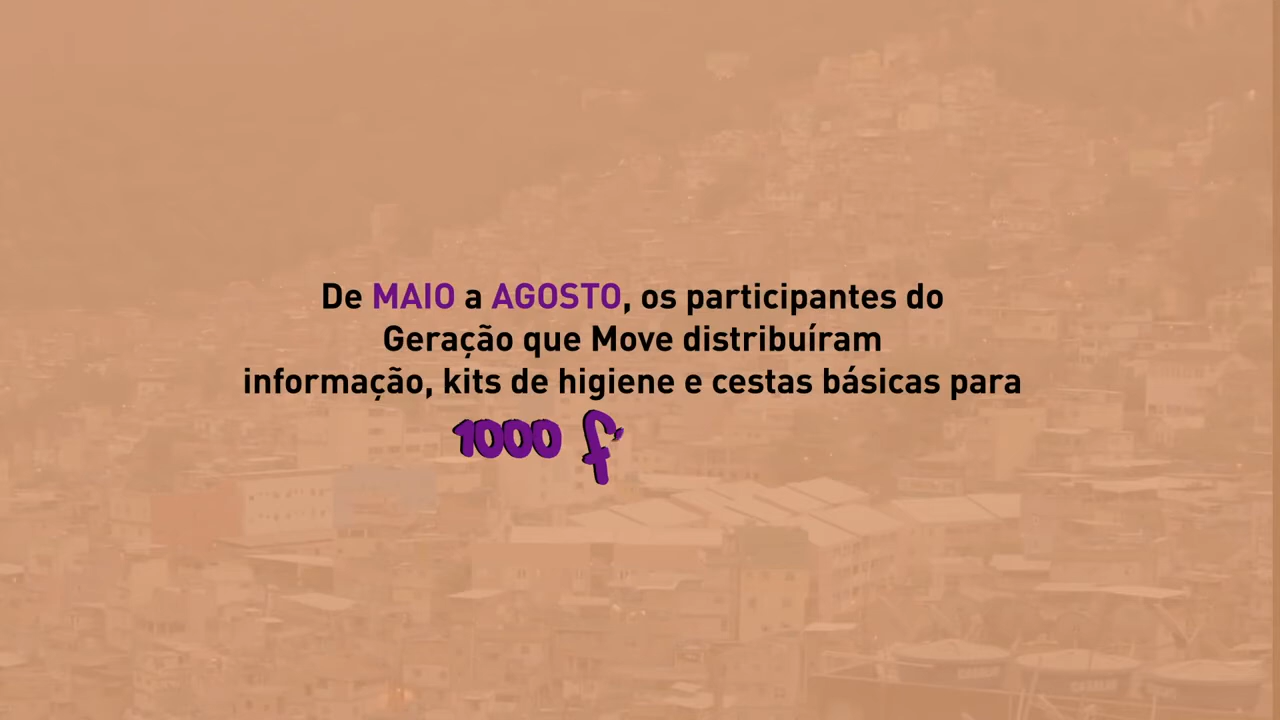 De MAIO a AGOSTO, os participantes do
Geração que Move distribuíram
informação, kits de higiene e cestas básicas para
1000 f